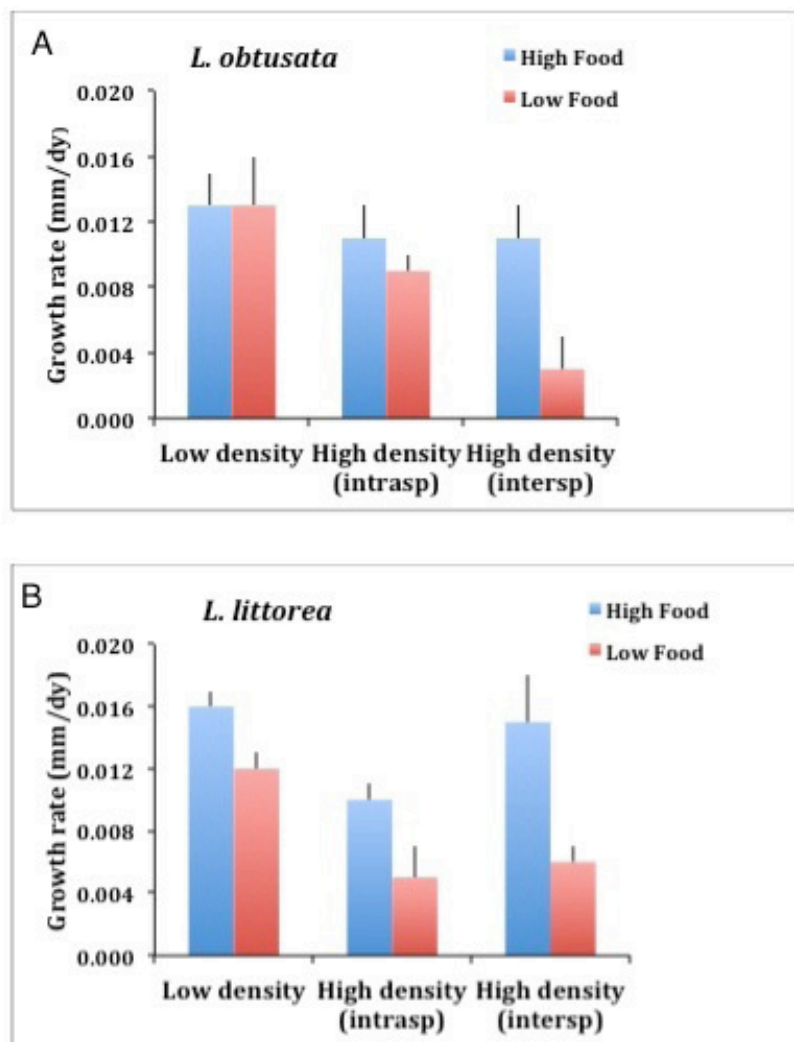 A
L. obtusata
High Food
Low Food
Growth rate (mm/dy)
0.020
0.016
0.012
0.008
0.004
0.000
Low density
High density
(intrasp)
High density
(intersp)
B
L. littorea
High Food
Low Food
Growth rate (mm/dy)
0.020
0.016
0.012
0.008
0.004
0.000
Low density
High density
(intrasp)
High density
(intersp)